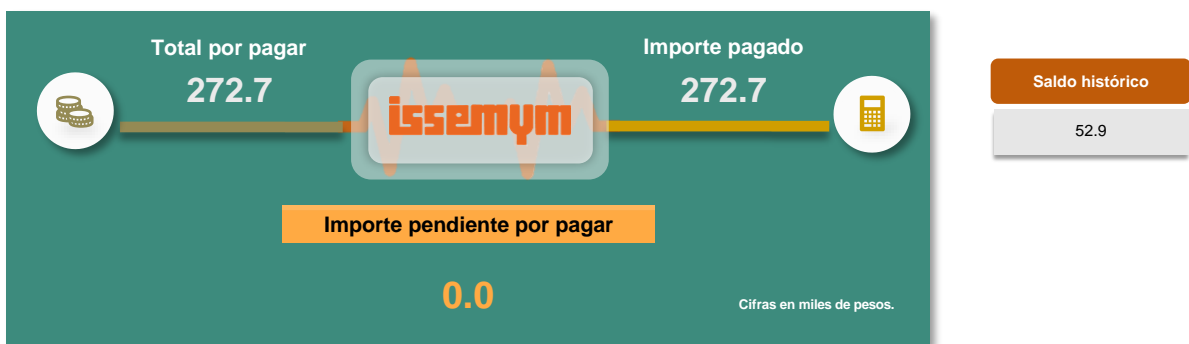 Total por pagar
272.7
issemym
Importe pagado
272.7
Importe pendiente por pagar
0.0
Cifras en miles de pesos.
Saldo histórico
52.9